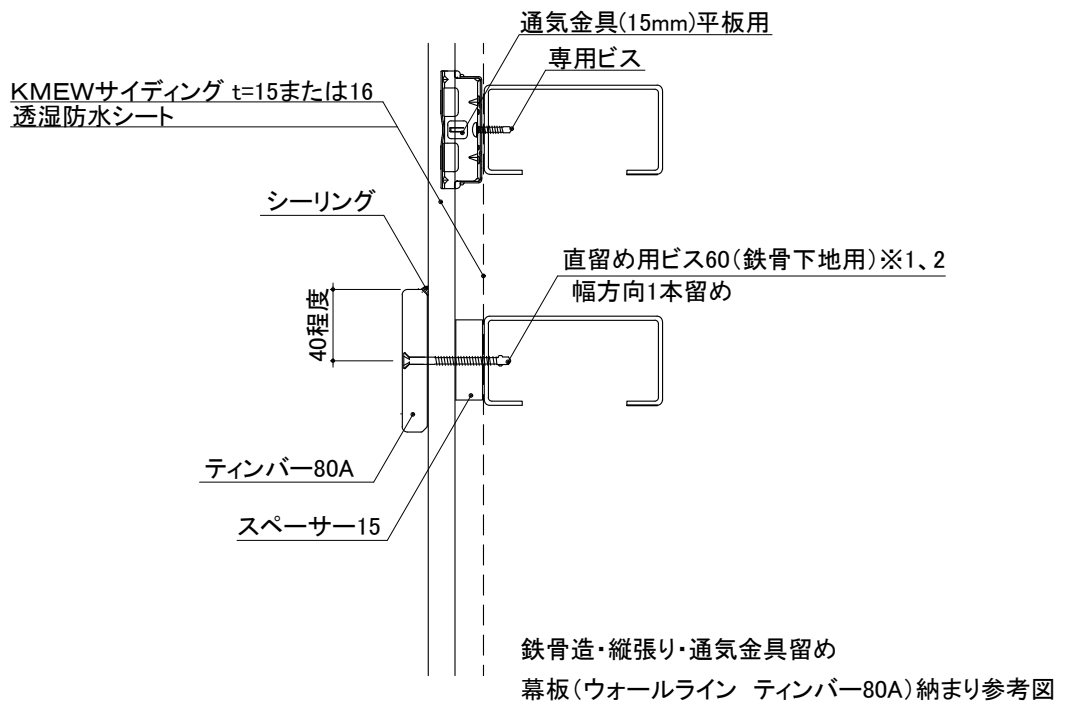 通気金具(15mm)平板用
専用ビス
KMEWサイディング t=15または16
透湿防水シート
シーリング
直留め用ビス60(鉄骨下地用)※1、2
幅方向1本留め
40程度
ティンバー80A
スペーサー15
鉄骨造・縦張り・通気金具留め
幕板(ウォールライン ティンバー80A)納まり参考図